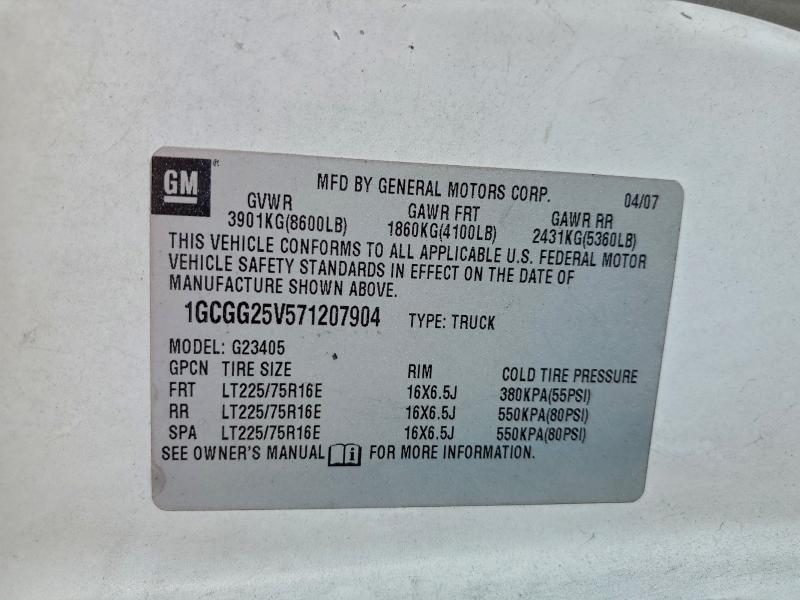 GM®
MFD BY GENERAL MOTORS CORP. 04/07
GVWR GAWR FRT GAWR RR
3901KG(8600LB) 1860KG(4100LB) 2431KG(5360LB)
THIS VEHICLE CONFORMS TO ALL APPLICABLE U.S. FEDERAL MOTOR
VEHICLE SAFETY STANDARDS IN EFFECT ON THE DATE OF
MANUFACTURE SHOWN ABOVE.
1GCGG25V571207904 TYPE: TRUCK
MODEL: G23405
GPCN TIRE SIZE RIM COLD TIRE PRESSURE
FRT LT225/75R16E 16X6.5J 380KPA(55PSI)
RR LT225/75R16E 16X6.5J 550KPA(80PSI)
SPA LT225/75R16E 16X6.5J 550KPA(80PSI)
SEE OWNER'S MANUAL i FOR MORE INFORMATION.